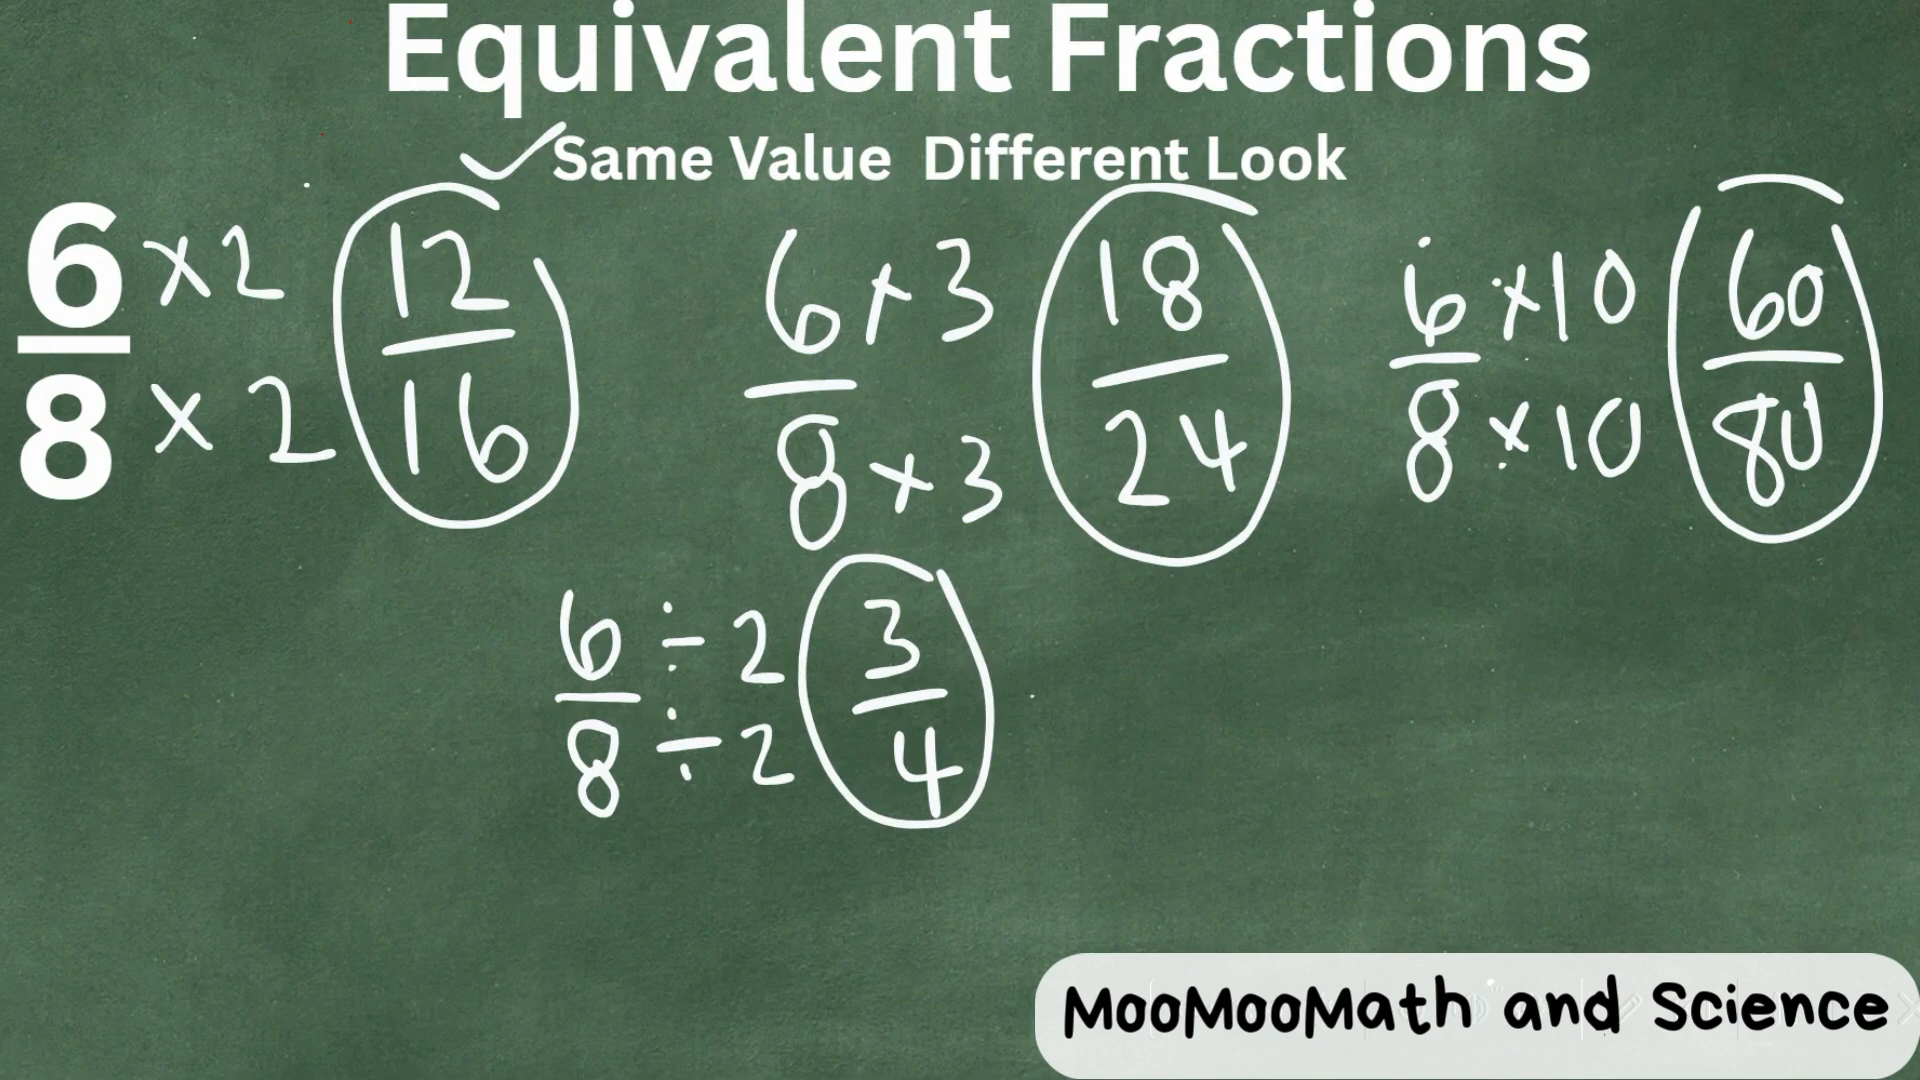 Equivalent Fractions
✓Same Value Different Look
6/8 ×2 ×2 12/16
6/8 ×3 ×3 18/24
6/8 ×10 ×10 60/80
6/8 ÷2 ÷2 3/4
MooMooMath and Science